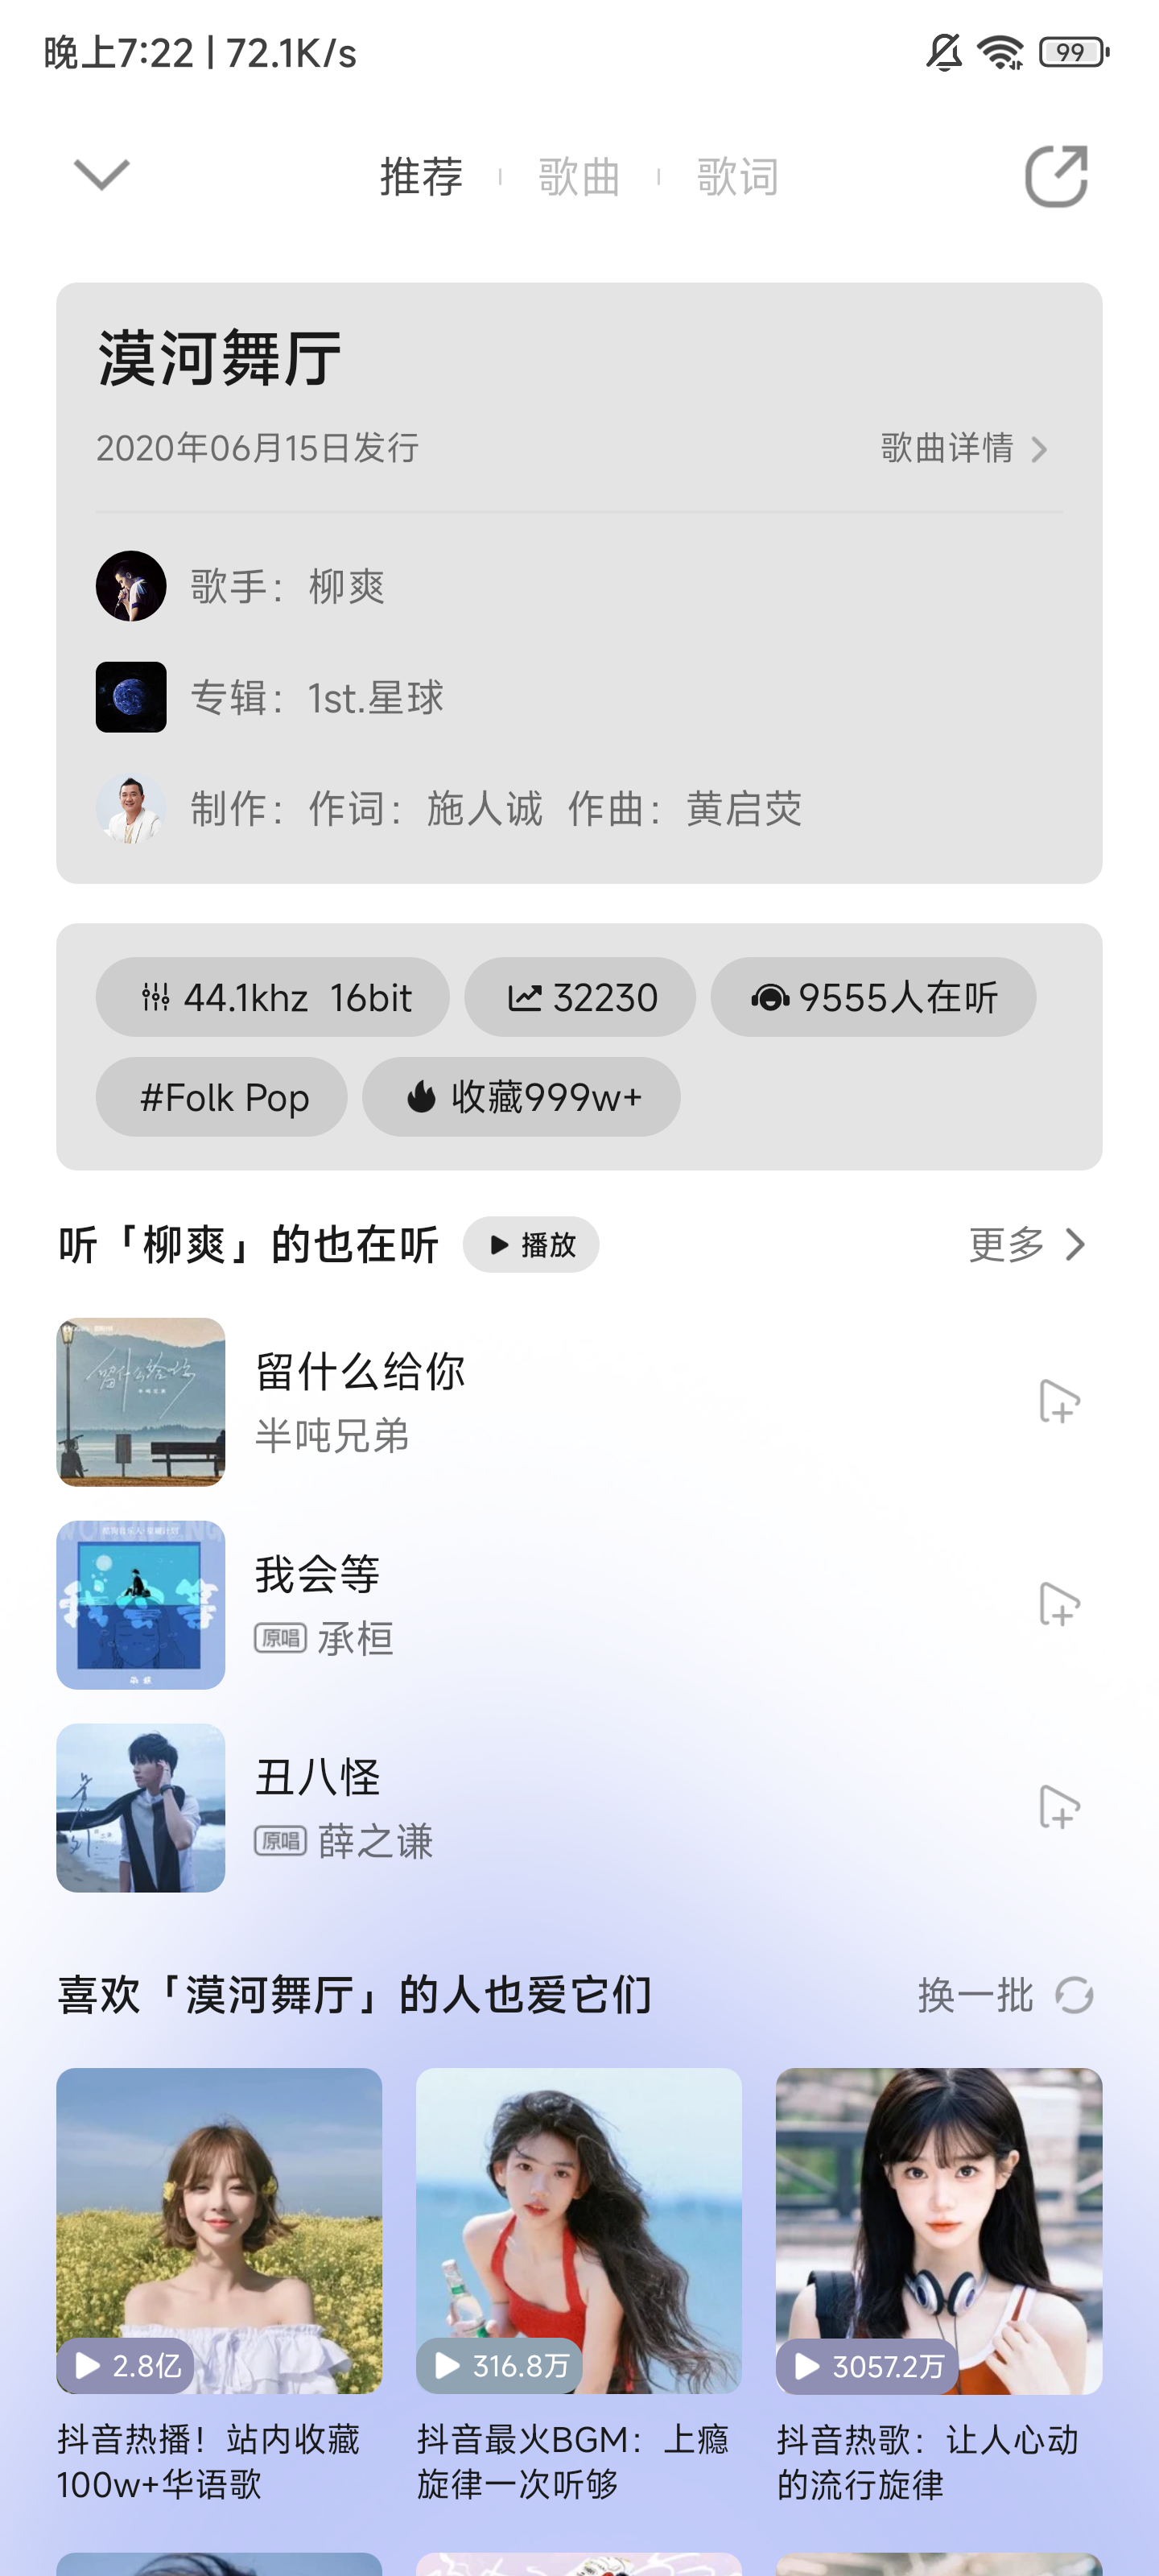 晚上7:22 | 72.1K/s
99
推荐 歌曲 歌词
漠河舞厅
2020年06月15日发行 歌曲详情
歌手：柳爽
专辑：1st.星球
制作：作词：施人诚 作曲：黄启荧
44.1khz 16bit 32230 9555人在听
#Folk Pop 收藏999w+
听「柳爽」的也在听 播放 更多
留什么给你
留什么给你
半吨兄弟
我会等
原唱 承桓
丑八怪
原唱 薛之谦
喜欢「漠河舞厅」的人也爱它们 换一批
2.8亿 316.8万 3057.2万
抖音热播！站内收藏 抖音最火BGM：上瘾 抖音热歌：让人心动
100w+华语歌 旋律一次听够 的流行旋律